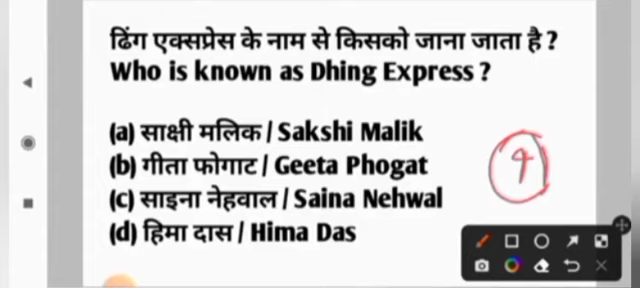 ढिंग एक्सप्रेस के नाम से किसको जाना जाता है ?
Who is known as Dhing Express ?
(a) साक्षी मलिक / Sakshi Malik
(b) गीता फोगाट / Geeta Phogat
(c) साइना नेहवाल / Saina Nehwal
(d) हिमा दास / Hima Das